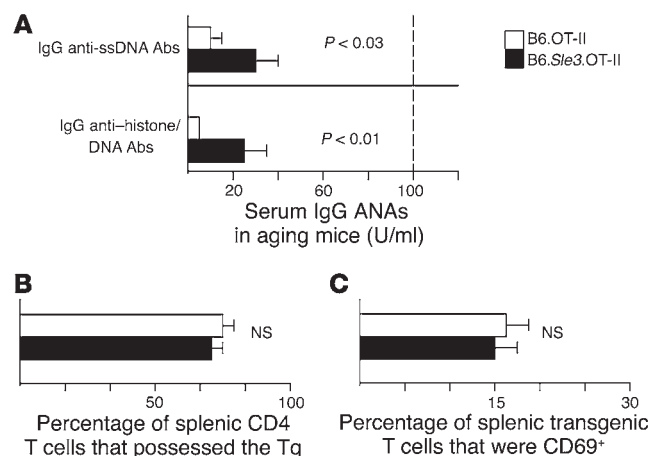 A
IgG anti-ssDNA Abs
P < 0.03
B6.OT-II
B6.Sle3.OT-II
IgG anti–histone/
DNA Abs
P < 0.01
20 60 100
Serum IgG ANAs
in aging mice (U/ml)
B
NS
50 100
Percentage of splenic CD4
T cells that possessed the Tg
C
NS
15 30
Percentage of splenic transgenic
T cells that were CD69+